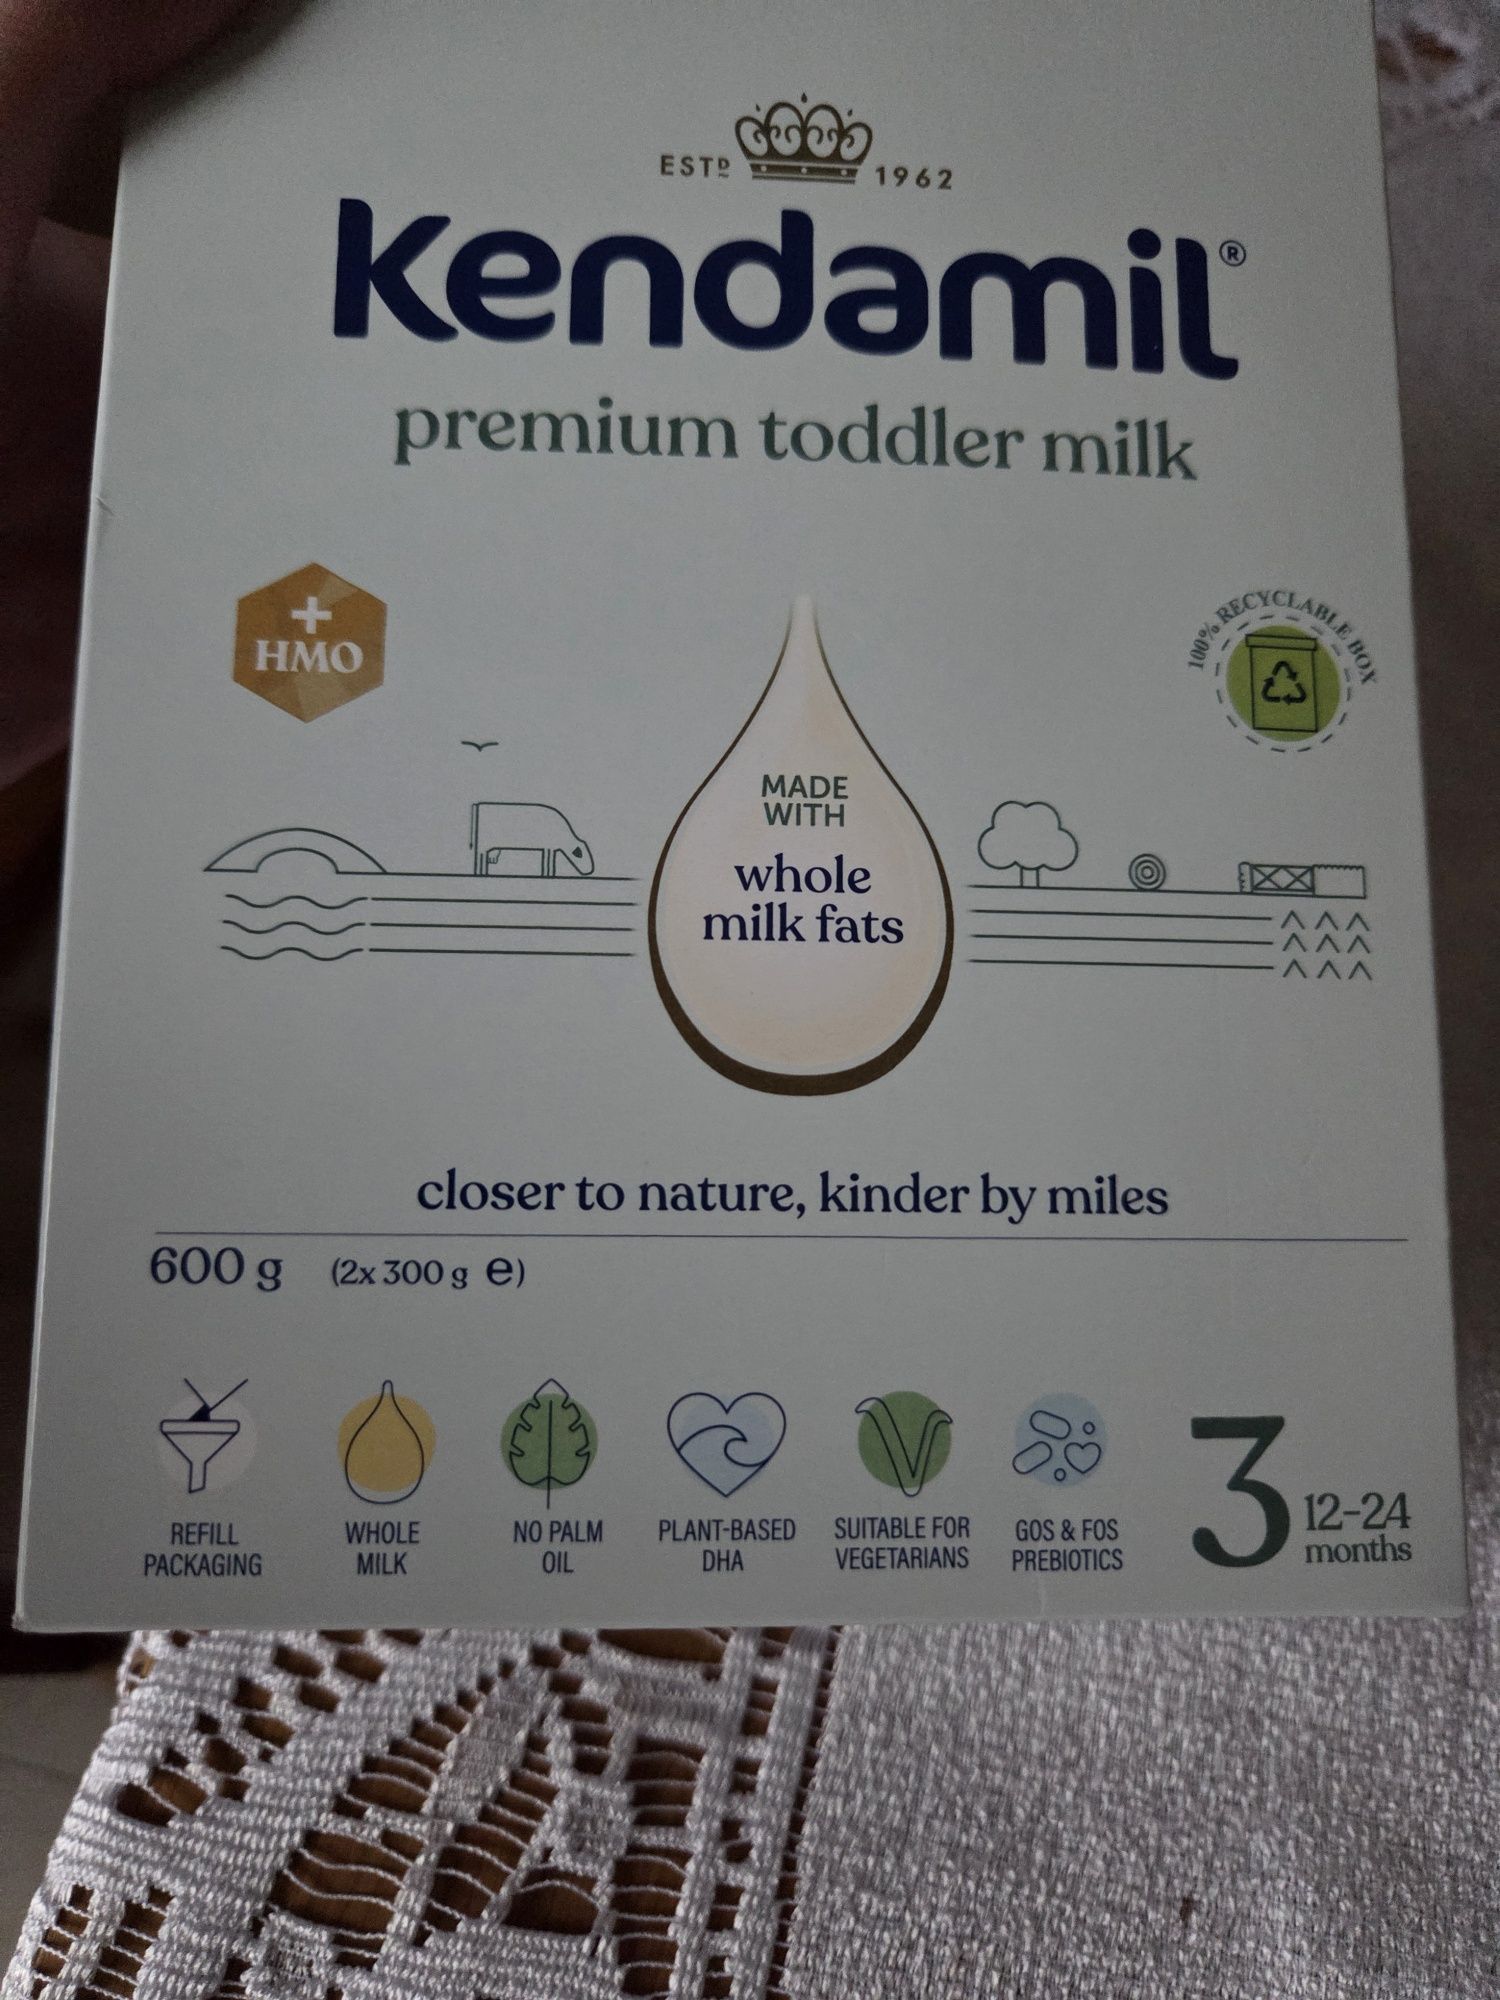 ESTD 1962
Kendamil®
premium toddler milk
+
HMO
100% RECYCLABLE BOX
MADE
WITH
whole
milk fats
closer to nature, kinder by miles
600 g (2x 300 g e)
REFILL
PACKAGING
WHOLE
MILK
NO PALM
OIL
PLANT-BASED
DHA
SUITABLE FOR
VEGETARIANS
GOS & FOS
PREBIOTICS
3
12-24
months